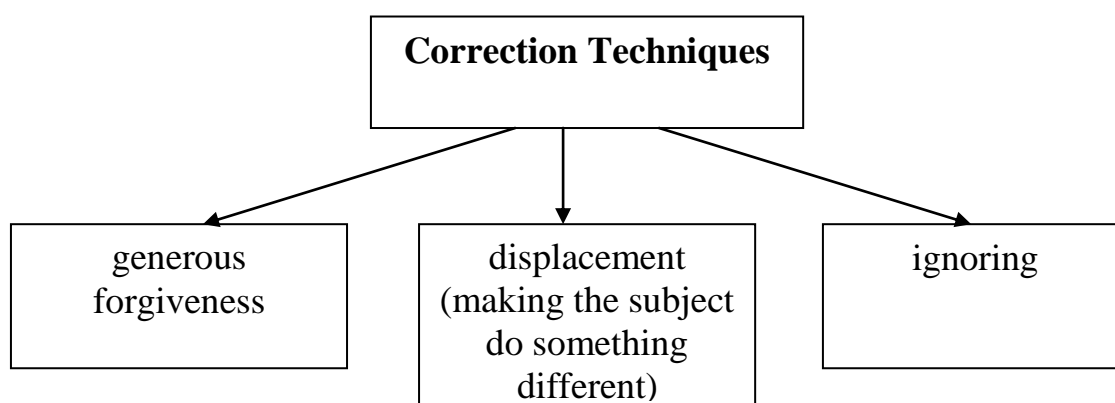 Correction Techniques
generous
forgiveness
displacement
(making the subject
do something
different)
ignoring